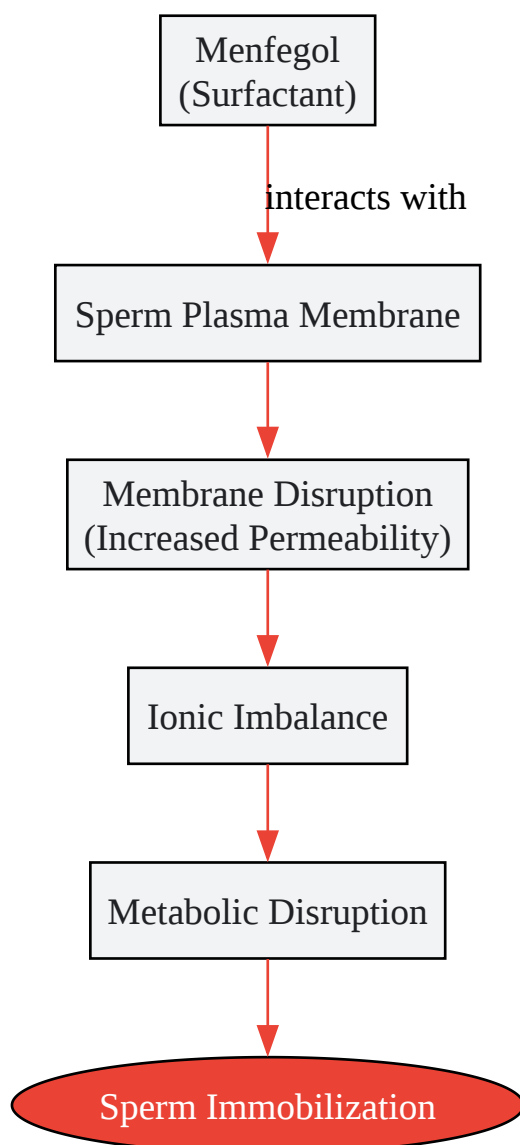 Menfegol
(Surfactant)
interacts with
Sperm Plasma Membrane
Membrane Disruption
(Increased Permeability)
Ionic Imbalance
Metabolic Disruption
Sperm Immobilization